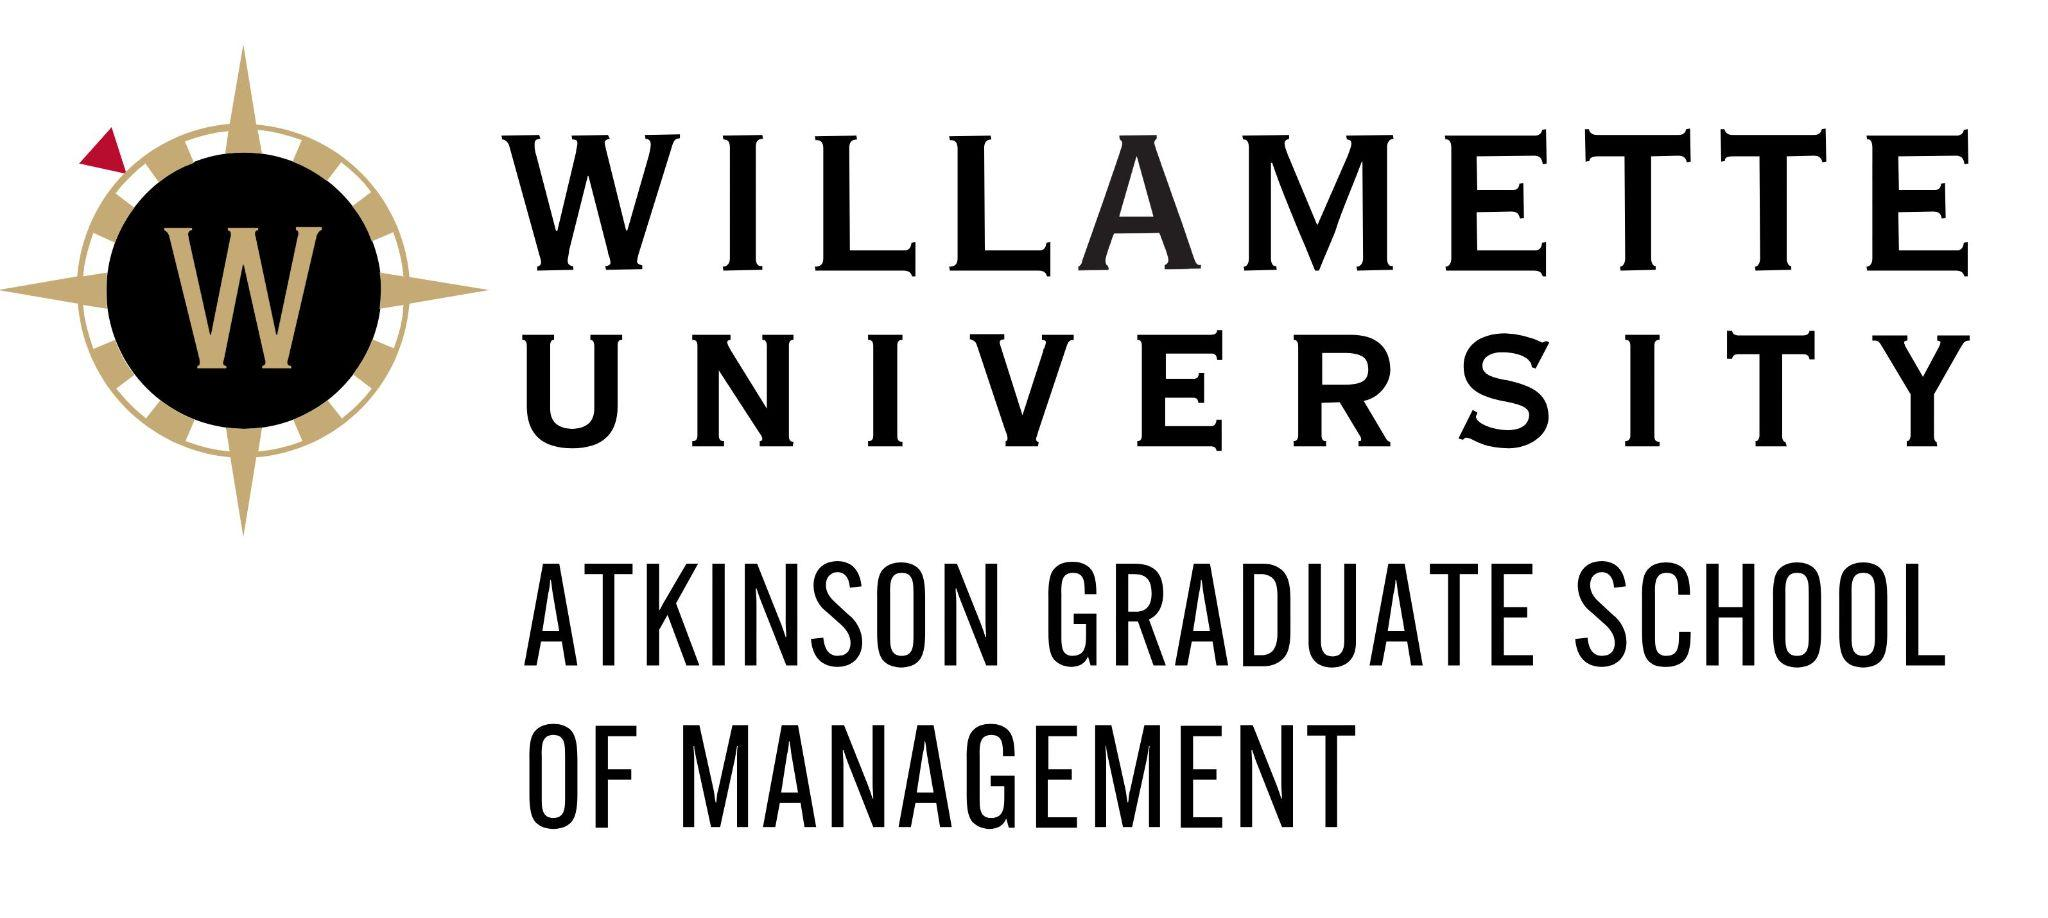 W
WILLAMETTE
UNIVERSITY
ATKINSON GRADUATE SCHOOL
OF MANAGEMENT